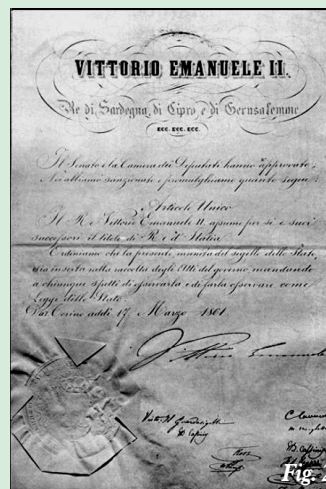 VITTORIO EMANUELE II.
Re di Sardegna, di Cipro e di Gerusalemme
ecc. ecc. ecc.
Il Senato e la Camera dei Deputati hanno approvato,
Noi abbiamo sanzionato e promulghiamo quanto segue:
Articolo Unico
Il Re Vittorio Emanuele II assume per sè e suoi
successori il titolo di Re d'Italia.
Ordiniamo che la presente, munita del sigillo dello Stato,
sia inserta nella raccolta degli Atti del governo, mandando
a chiunque spetti di osservarla e di farla osservare come
Legge dello Stato.
Dat. Torino addì 17 Marzo 1861
Vittorio Emanuele
Fig.